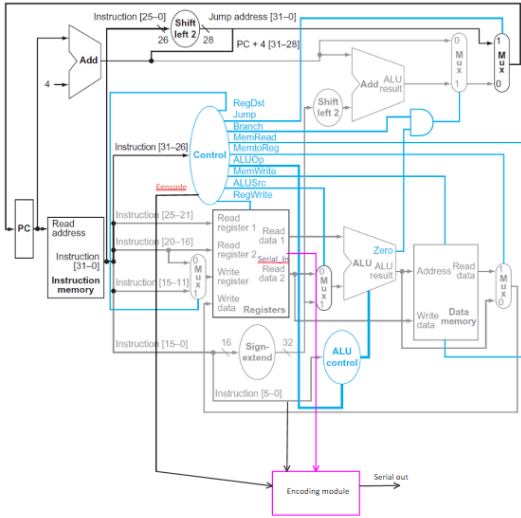 Instruction [25–0]
Shift
left 2
Jump address [31–0]
26
28
PC + 4 [31–28]
Add
4
0
Mux
1
1
Mux
0
Add
ALU
result
Shift
left 2
RegDst
Jump
Branch
MemRead
MemtoReg
ALUOp
MemWrite
ALUSrc
RegWrite
Instruction [31–26]
Control
Eencode
PC
Read
address
Instruction
[31–0]
Instruction
memory
Instruction [25–21]
Instruction [20–16]
Instruction [15–11]
0
Mux
1
Read
register 1
Read
register 2
Write
register
Write
data
Read
data 1
Serial_In
Read
data 2
Registers
0
Mux
1
Zero
ALU
ALU
result
Address
Read
data
Write
data
Data
memory
1
Mux
0
Instruction [15–0]
16
Sign-
extend
32
ALU
control
Instruction [5–0]
Encoding module
Serial out